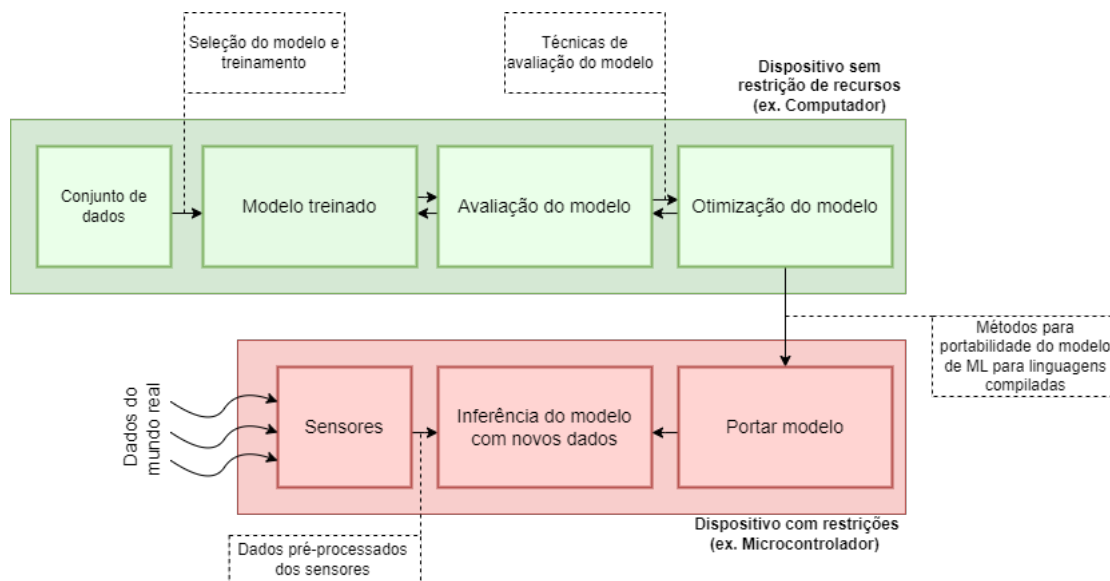 Seleção do modelo e
treinamento
Técnicas de
avaliação do modelo
Dispositivo sem
restrição de recursos
(ex. Computador)
Conjunto de
dados
Modelo treinado
Avaliação do modelo
Otimização do modelo
Métodos para
portabilidade do modelo
de ML para linguagens
compiladas
Dados do
mundo real
Sensores
Inferência do modelo
com novos dados
Portar modelo
Dispositivo com restrições
(ex. Microcontrolador)
Dados pré-processados
dos sensores